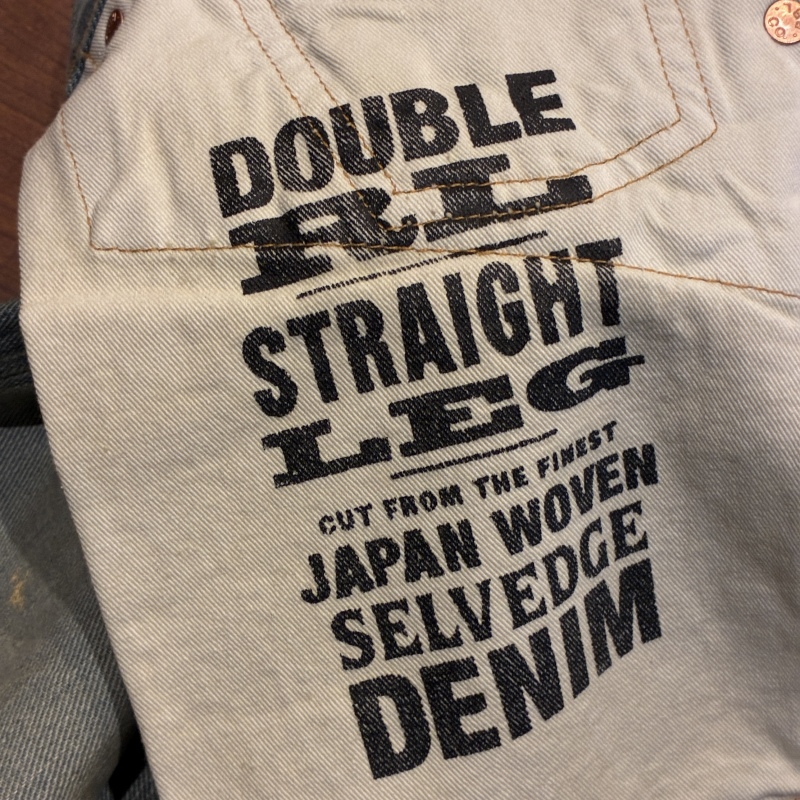 DOUBLE
RL
STRAIGHT
LEG
CUT FROM THE FINEST
JAPAN WOVEN
SELVEDGE
DENIM